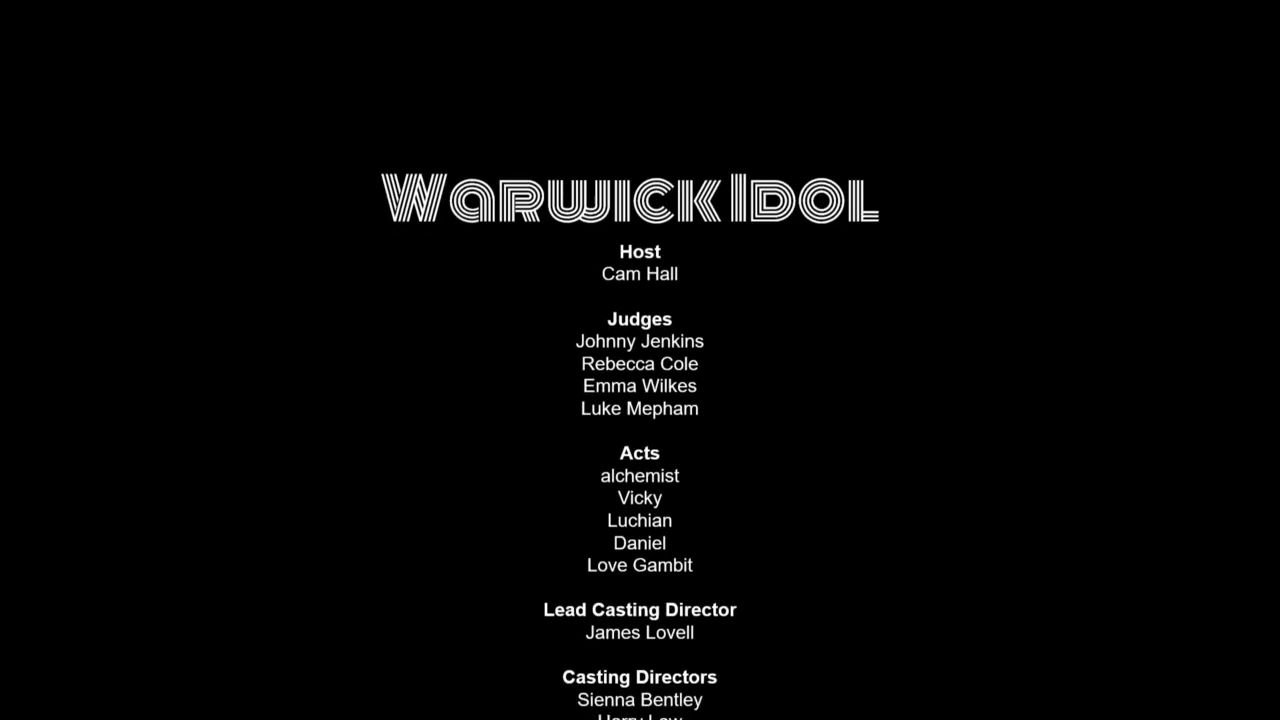 Warwick Idol
Host
Cam Hall
Judges
Johnny Jenkins
Rebecca Cole
Emma Wilkes
Luke Mepham
Acts
alchemist
Vicky
Luchian
Daniel
Love Gambit
Lead Casting Director
James Lovell
Casting Directors
Sienna Bentley